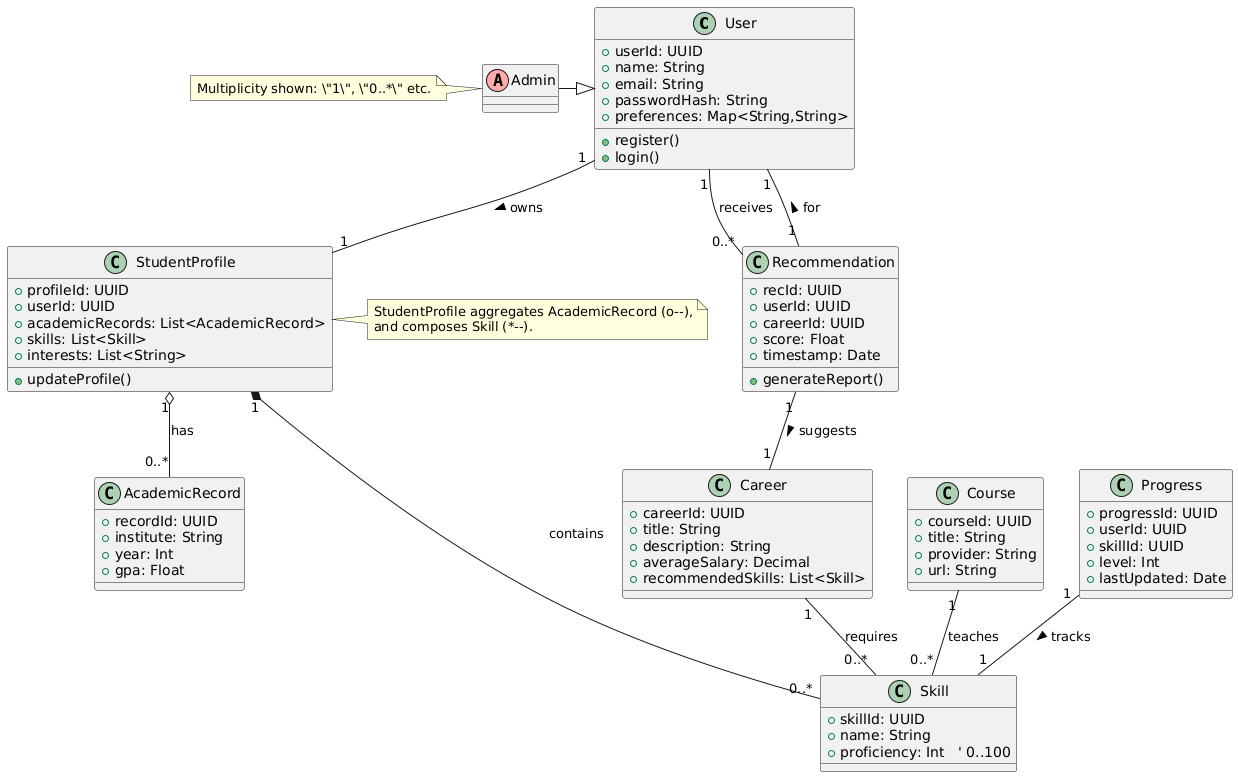 C User
+ userId: UUID
+ name: String
+ email: String
+ passwordHash: String
+ preferences: Map<String,String>
+ register()
+ login()
Multiplicity shown: \"1\", \"0..*\" etc.
A Admin
1
owns
1
1
receives
0..*
1
for
1
C StudentProfile
+ profileId: UUID
+ userId: UUID
+ academicRecords: List<AcademicRecord>
+ skills: List<Skill>
+ interests: List<String>
+ updateProfile()
StudentProfile aggregates AcademicRecord (o--),
and composes Skill (*--).
C Recommendation
+ recId: UUID
+ userId: UUID
+ careerId: UUID
+ score: Float
+ timestamp: Date
+ generateReport()
1
has
0..*
1
contains
0..*
1
suggests
1
C AcademicRecord
+ recordId: UUID
+ institute: String
+ year: Int
+ gpa: Float
C Career
+ careerId: UUID
+ title: String
+ description: String
+ averageSalary: Decimal
+ recommendedSkills: List<Skill>
C Course
+ courseId: UUID
+ title: String
+ provider: String
+ url: String
C Progress
+ progressId: UUID
+ userId: UUID
+ skillId: UUID
+ level: Int
+ lastUpdated: Date
1
requires
0..*
1
teaches
0..*
1
tracks
1
C Skill
+ skillId: UUID
+ name: String
+ proficiency: Int ' 0..100